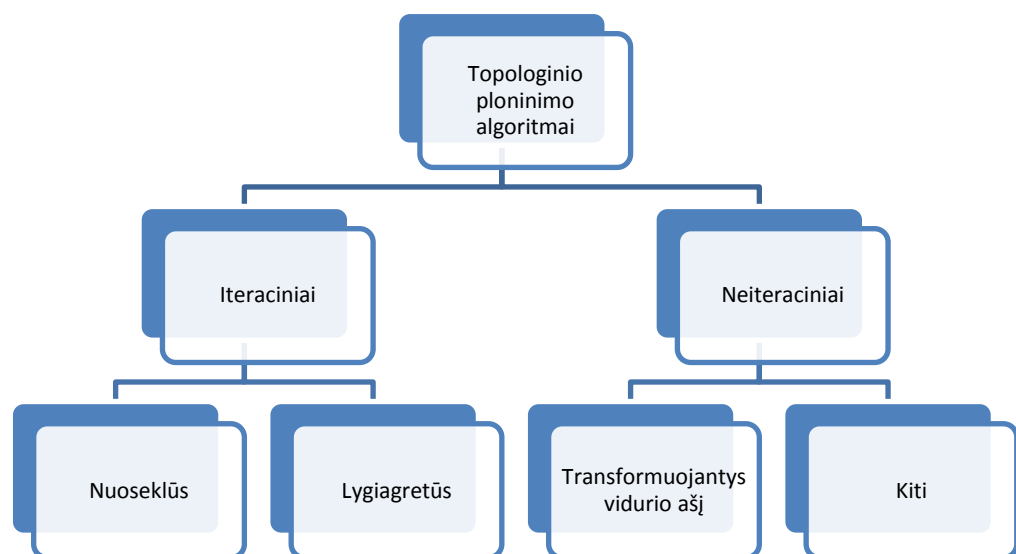 Topologinio
ploninimo
algoritmai
Iteraciniai
Neiteraciniai
Nuoseklūs
Lygiagretūs
Transformuojantys
vidurio ašį
Kiti